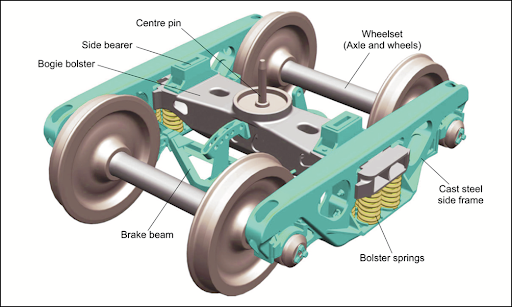 Centre pin
Side bearer
Wheelset
(Axle and wheels)
Bogie bolster
Cast steel
side frame
Brake beam
Bolster springs